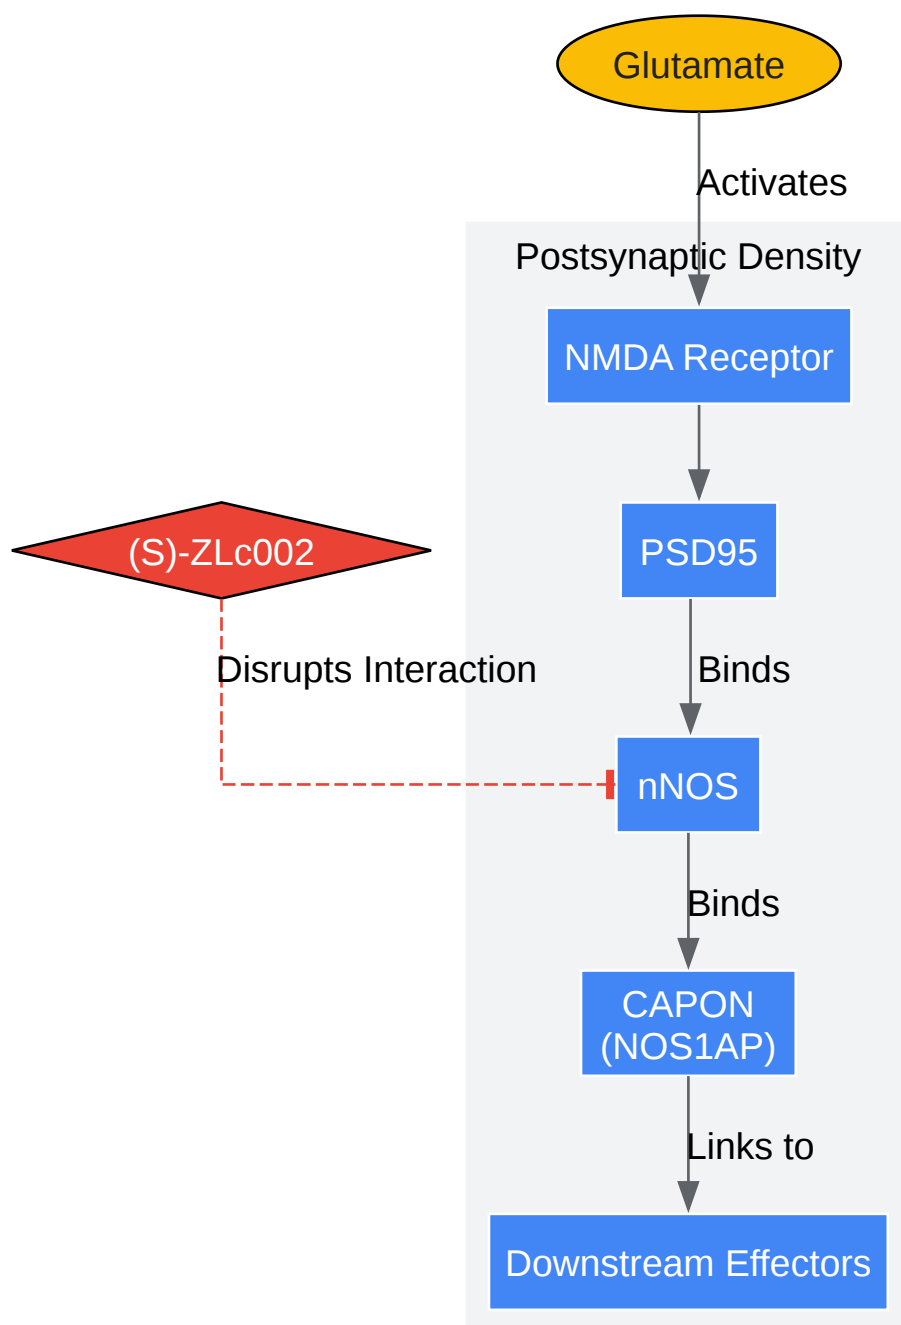 Glutamate
Activates
Postsynaptic Density
NMDA Receptor
(S)-ZLc002
PSD95
Disrupts Interaction
Binds
nNOS
Binds
CAPON
(NOS1AP)
Links to
Downstream Effectors